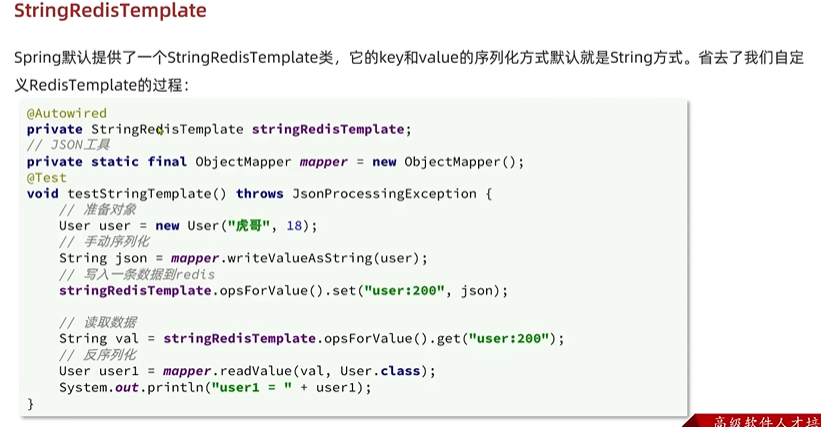 StringRedisTemplate
Spring默认提供了一个StringRedisTemplate类，它的key和value的序列化方式默认就是String方式。省去了我们自定
义RedisTemplate的过程：
@Autowired
private StringRedisTemplate stringRedisTemplate;
// JSON工具
private static final ObjectMapper mapper = new ObjectMapper();
@Test
void testStringTemplate() throws JsonProcessingException {
    // 准备对象
    User user = new User("虎哥", 18);
    // 手动序列化
    String json = mapper.writeValueAsString(user);
    // 写入一条数据到redis
    stringRedisTemplate.opsForValue().set("user:200", json);

    // 读取数据
    String val = stringRedisTemplate.opsForValue().get("user:200");
    // 反序列化
    User user1 = mapper.readValue(val, User.class);
    System.out.println("user1 = " + user1);
}
高级软件人才培